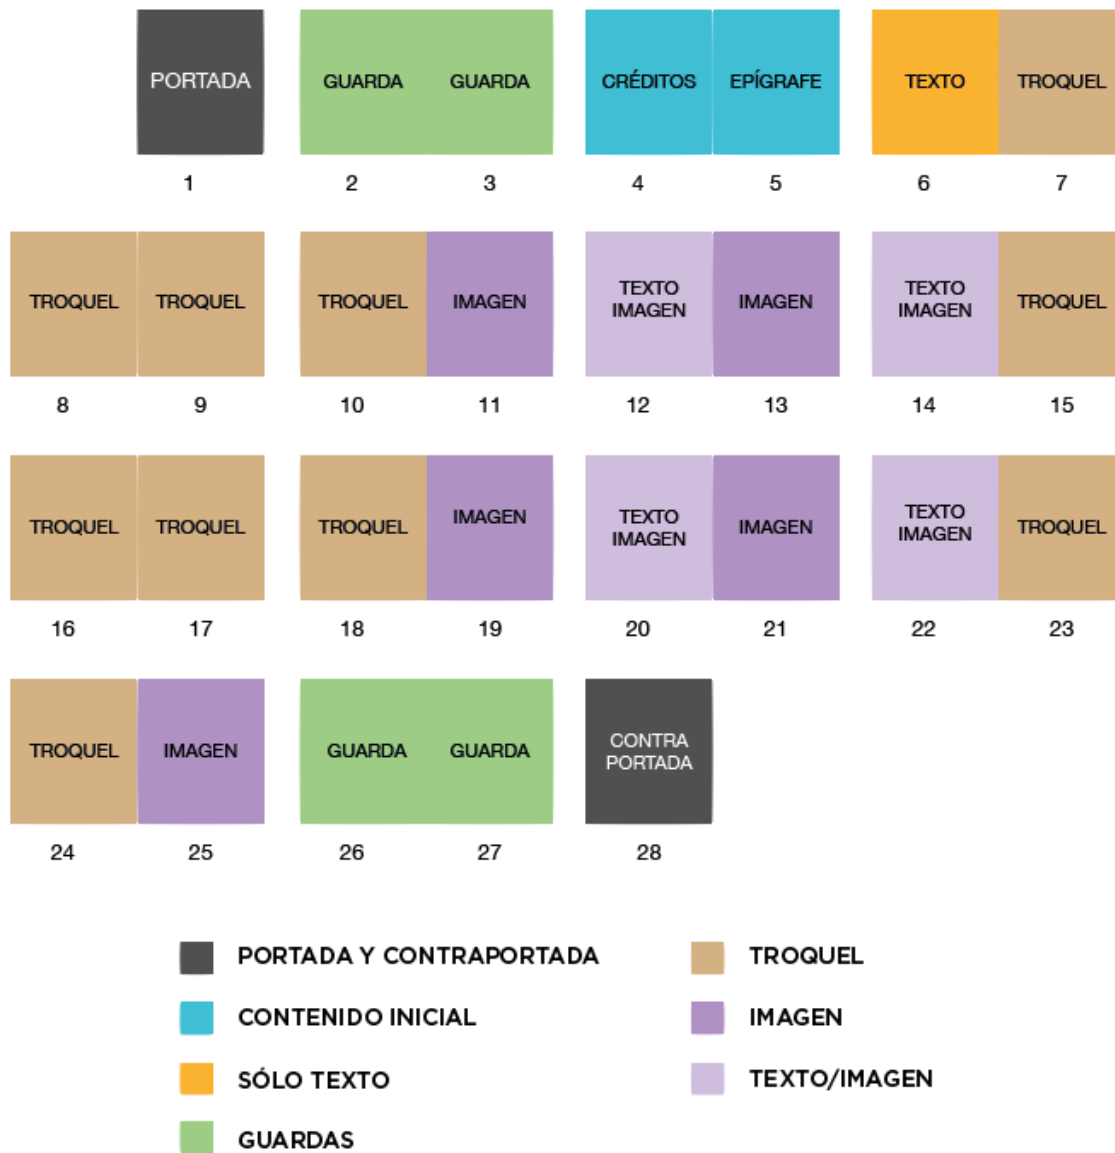 PORTADA
GUARDA GUARDA
CRÉDITOS EPÍGRAFE
TEXTO TROQUEL
1 2 3 4 5 6 7
TROQUEL TROQUEL
TROQUEL IMAGEN
TEXTO
IMAGEN
IMAGEN
TEXTO
IMAGEN
TROQUEL
8 9 10 11 12 13 14 15
TROQUEL TROQUEL
TROQUEL IMAGEN
TEXTO
IMAGEN
IMAGEN
TEXTO
IMAGEN
TROQUEL
16 17 18 19 20 21 22 23
TROQUEL IMAGEN
GUARDA GUARDA
CONTRA
PORTADA
24 25 26 27 28
PORTADA Y CONTRAPORTADA
CONTENIDO INICIAL
SÓLO TEXTO
GUARDAS
TROQUEL
IMAGEN
TEXTO/IMAGEN